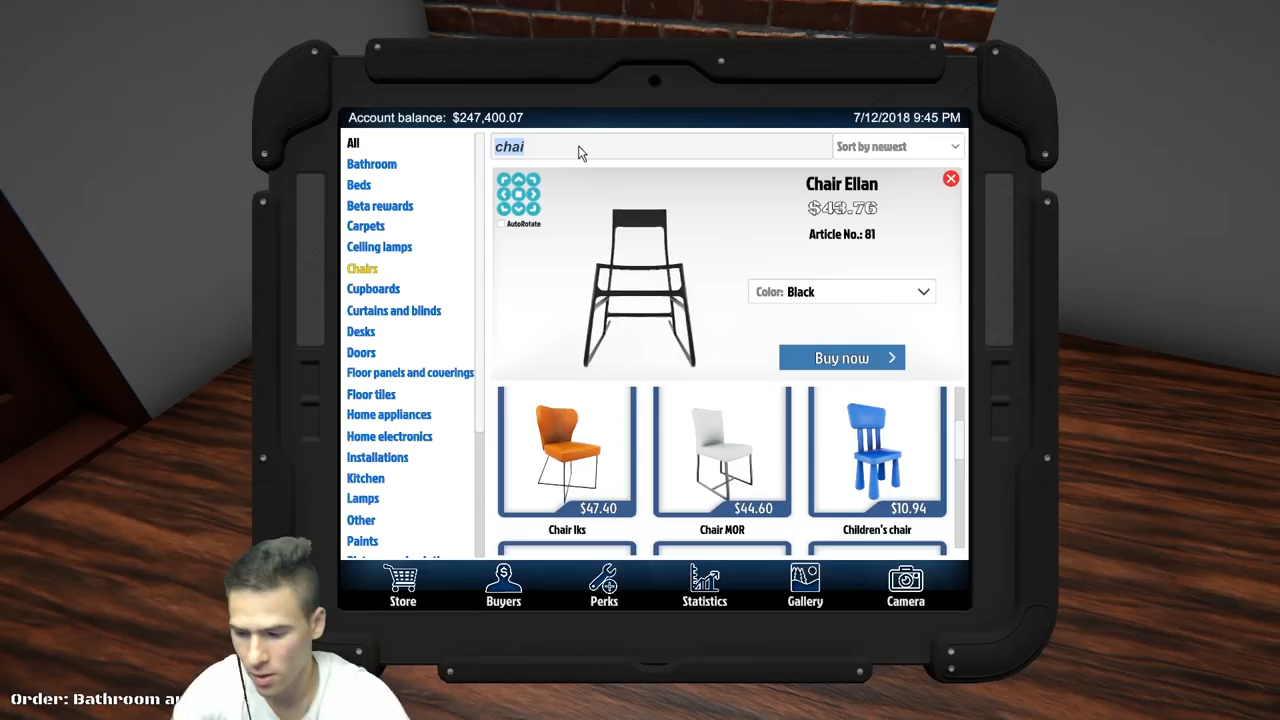 Account balance: $247,400.07
7/12/2018 9:45 PM
All
Bathroom
Beds
Beta rewards
Carpets
Ceiling lamps
Chairs
Cupboards
Curtains and blinds
Desks
Doors
Floor panels and coverings
Floor tiles
Home appliances
Home electronics
Installations
Kitchen
Lamps
Other
Paints
chai
Sort by newest
AutoRotate
Chair Ellan
$43.76
Article No.: 81
Color: Black
Buy now
$47.40
$44.60
$10.94
Chair Iks
Chair MOR
Children's chair
Store
Buyers
Perks
Statistics
Gallery
Camera
Order: Bathroom